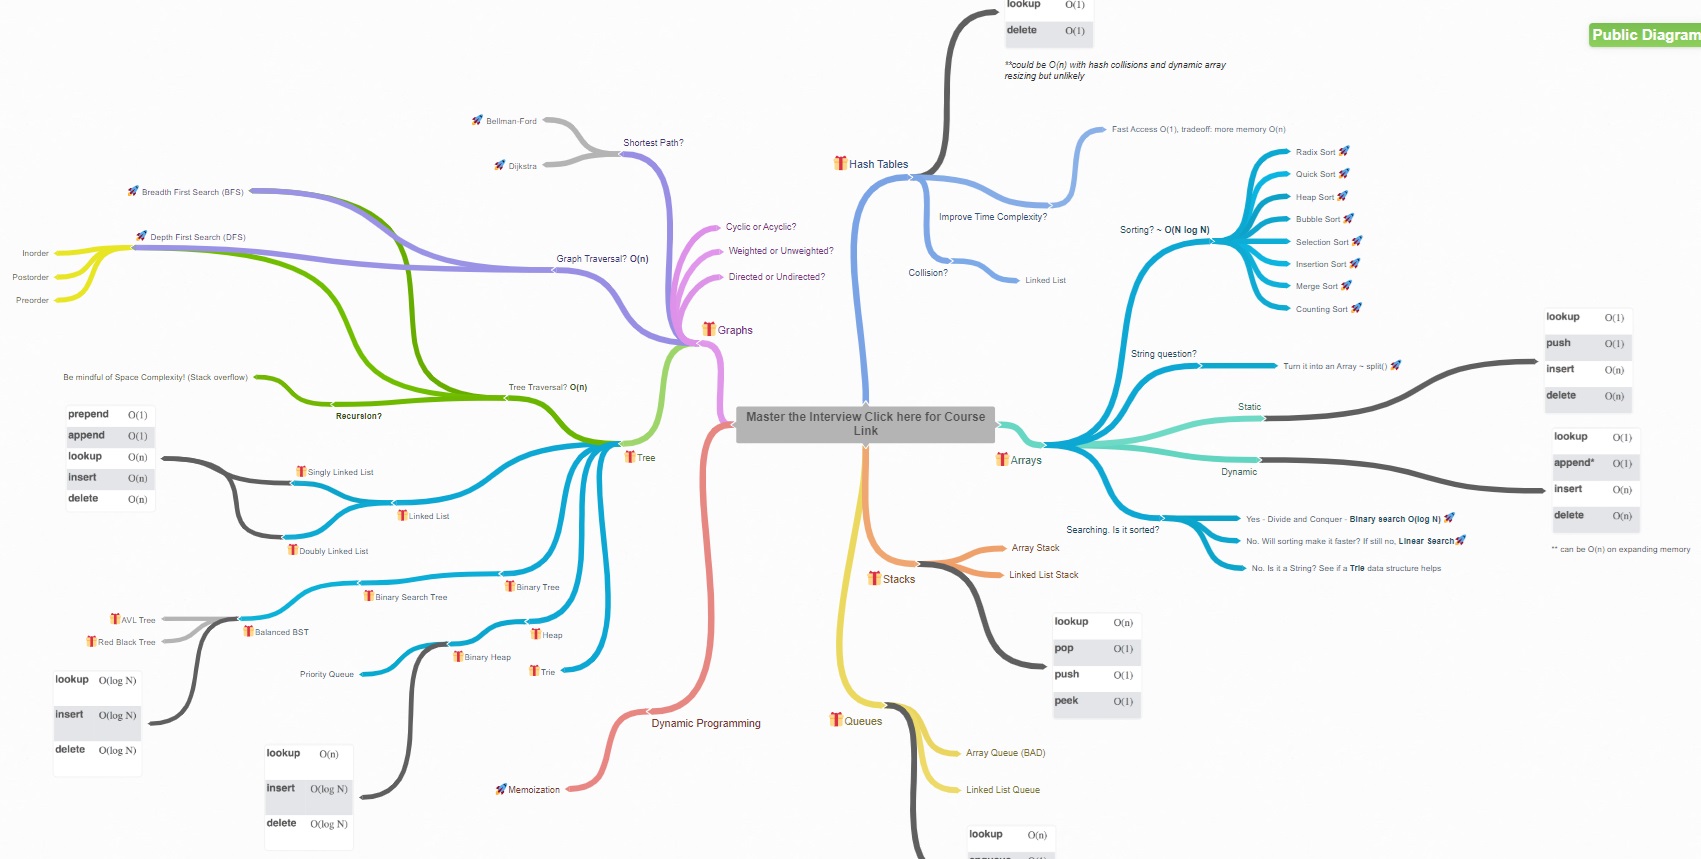 lookup O(1)
delete O(1)
**could be O(n) with hash collisions and dynamic array
resizing but unlikely
Public Diagram
Bellman-Ford
Shortest Path?
Dijkstra
Breadth First Search (BFS)
Depth First Search (DFS)
Inorder
Postorder
Preorder
Graph Traversal? O(n)
Cyclic or Acyclic?
Weighted or Unweighted?
Directed or Undirected?
Graphs
Be mindful of Space Complexity! (Stack overflow)
Recursion?
Tree Traversal? O(n)
Tree
prepend O(1)
append O(1)
lookup O(n)
insert O(n)
delete O(n)
Singly Linked List
Linked List
Doubly Linked List
Binary Tree
Binary Search Tree
Balanced BST
AVL Tree
Red Black Tree
Heap
Binary Heap
Priority Queue
Trie
lookup O(log N)
insert O(log N)
delete O(log N)
lookup O(n)
insert O(log N)
delete O(log N)
Dynamic Programming
Memoization
Master the Interview Click here for Course
Link
Hash Tables
Fast Access O(1), tradeoff: more memory O(n)
Improve Time Complexity?
Collision?
Linked List
Sorting? ~ O(N log N)
Radix Sort
Quick Sort
Heap Sort
Bubble Sort
Selection Sort
Insertion Sort
Merge Sort
Counting Sort
String question?
Turn it into an Array ~ split()
Static
Arrays
Dynamic
lookup O(1)
push O(1)
insert O(n)
delete O(n)
lookup O(1)
append* O(1)
insert O(n)
delete O(n)
** can be O(n) on expanding memory
Searching. Is it sorted?
Yes - Divide and Conquer - Binary search O(log N)
No. Will sorting make it faster? If still no, Linear Search
No. Is it a String? See if a Trie data structure helps
Array Stack
Stacks
Linked List Stack
lookup O(n)
pop O(1)
push O(1)
peek O(1)
Queues
Array Queue (BAD)
Linked List Queue
lookup O(n)